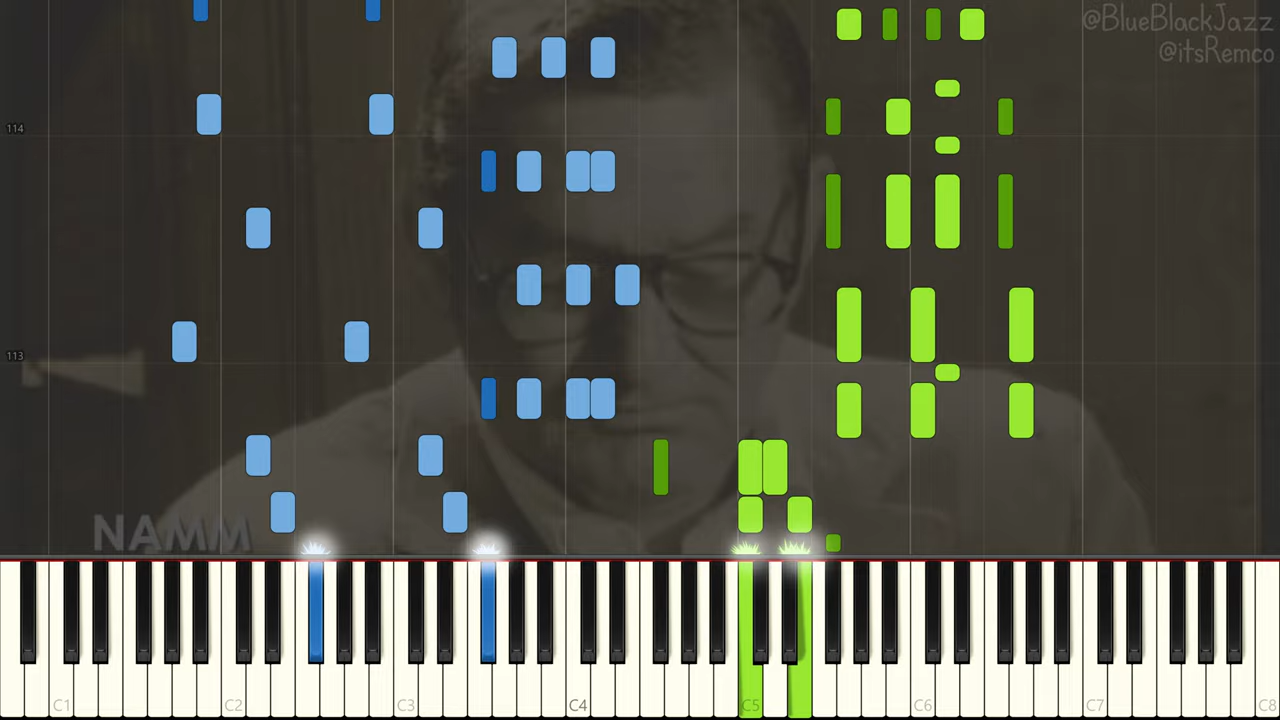 @BlueBlackJazz
@itsRemco
114
113
NAMM
C1 C2 C3 C4 C5 C6 C7 C8